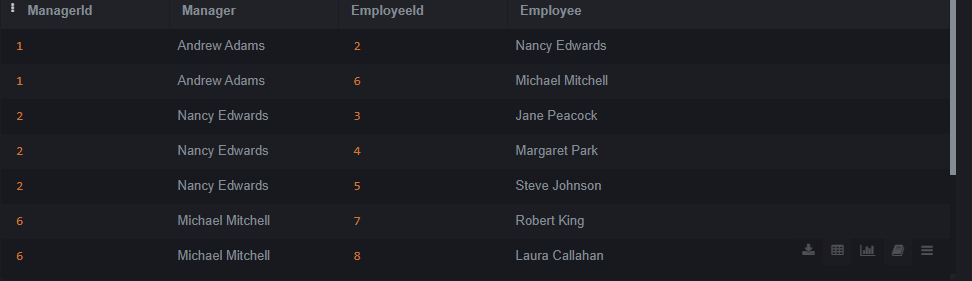 ManagerId Manager EmployeeId Employee
1 Andrew Adams 2 Nancy Edwards
1 Andrew Adams 6 Michael Mitchell
2 Nancy Edwards 3 Jane Peacock
2 Nancy Edwards 4 Margaret Park
2 Nancy Edwards 5 Steve Johnson
6 Michael Mitchell 7 Robert King
6 Michael Mitchell 8 Laura Callahan